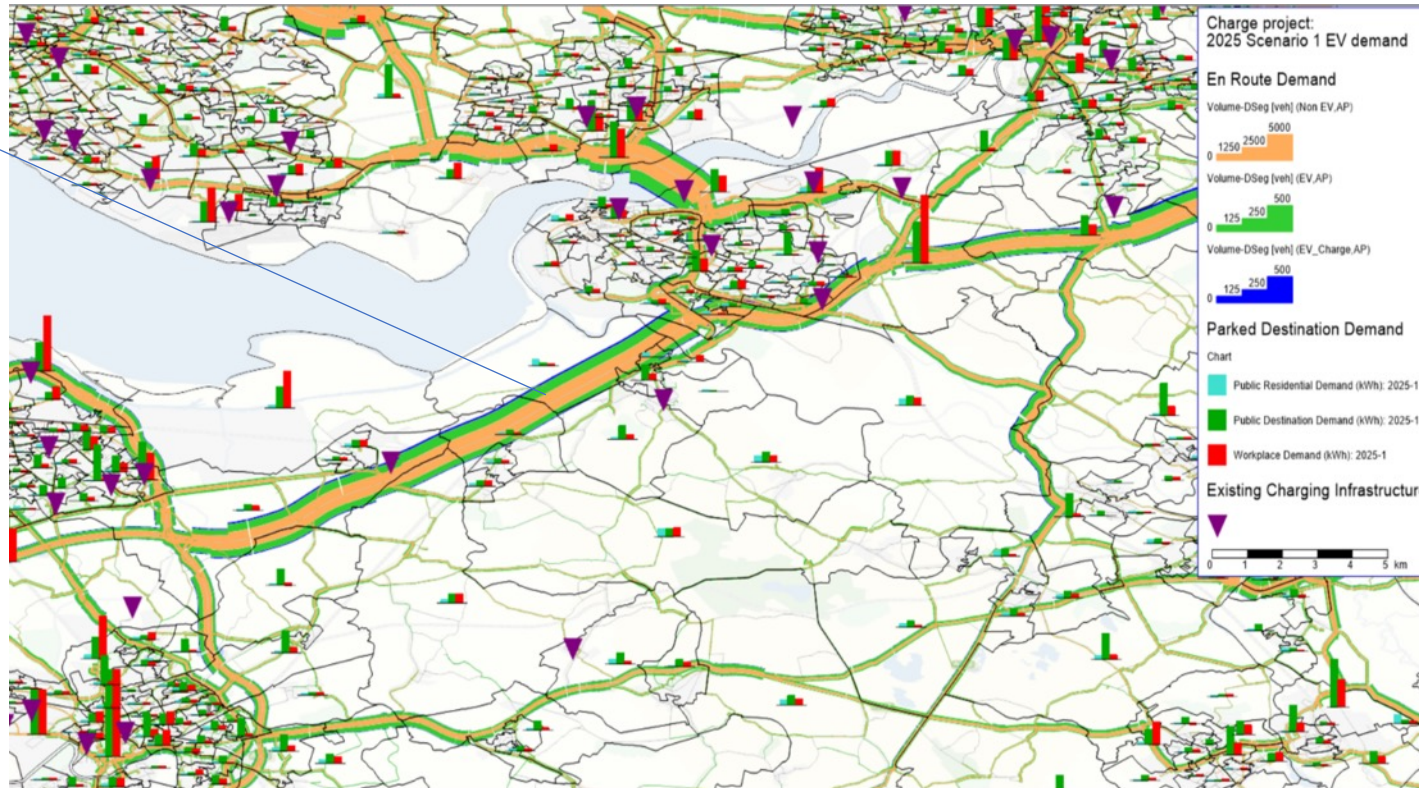 Charge project:
2025 Scenario 1 EV demand
En Route Demand
Volume-DSeg [veh] (Non EV,AP)
0 1250 2500 5000
Volume-DSeg [veh] (EV,AP)
0 125 250 500
Volume-DSeg [veh] (EV_Charge,AP)
0 125 250 500
Parked Destination Demand
Chart
Public Residential Demand (kWh): 2025-1
Public Destination Demand (kWh): 2025-1
Workplace Demand (kWh): 2025-1
Existing Charging Infrastructure
0 1 2 3 4 5 km